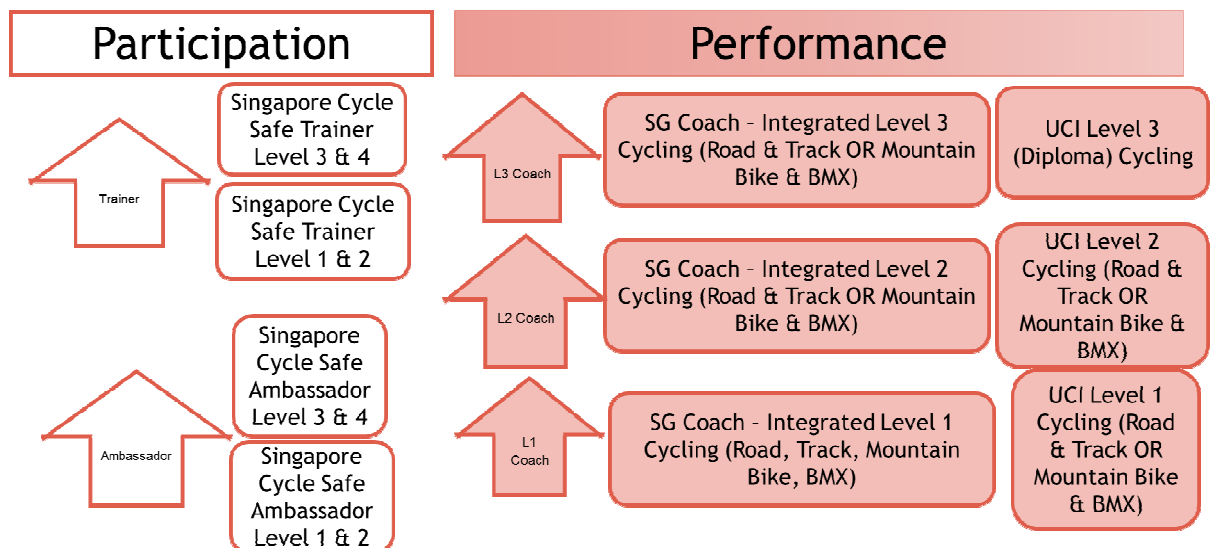 Participation
Performance
Singapore Cycle
Safe Trainer
Level 3 & 4
Trainer
Singapore Cycle
Safe Trainer
Level 1 & 2
Singapore
Cycle Safe
Ambassador
Level 3 & 4
Ambassador
Singapore
Cycle Safe
Ambassador
Level 1 & 2
L3 Coach
SG Coach – Integrated Level 3
Cycling (Road & Track OR Mountain
Bike & BMX)
UCI Level 3
(Diploma) Cycling
L2 Coach
SG Coach – Integrated Level 2
Cycling (Road & Track OR Mountain
Bike & BMX)
UCI Level 2
Cycling (Road &
Track OR
Mountain Bike &
BMX)
L1
Coach
SG Coach – Integrated Level 1
Cycling (Road, Track, Mountain
Bike, BMX)
UCI Level 1
Cycling (Road
& Track OR
Mountain Bike
& BMX)